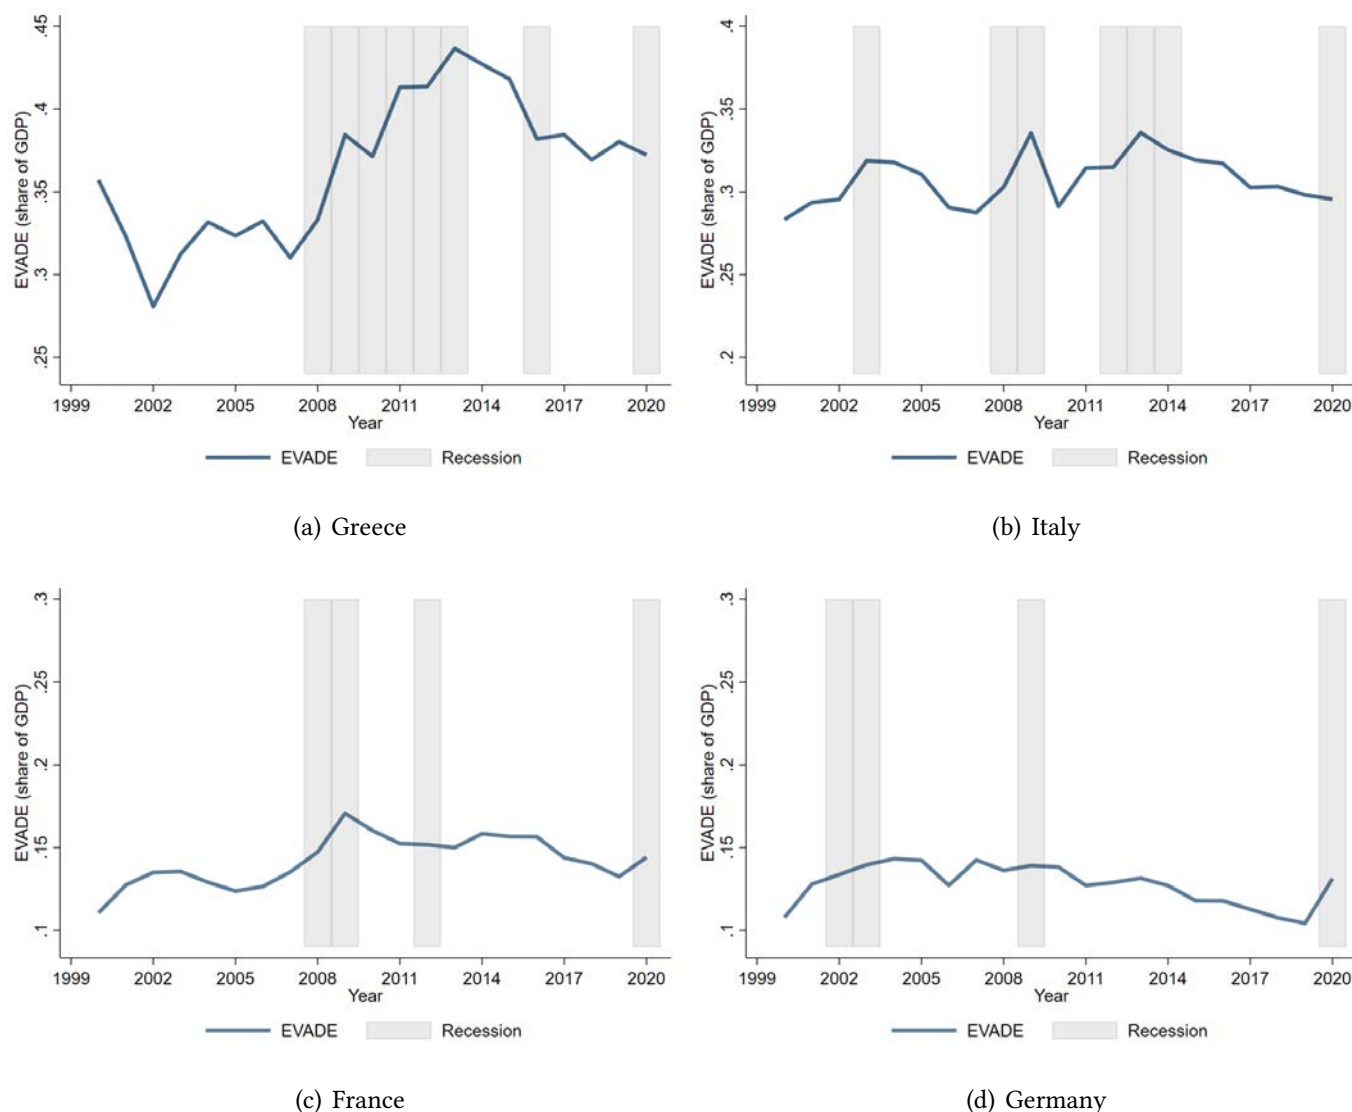 EVADE (share of GDP)
.45
.4
.35
.3
.25
1999 2002 2005 2008 2011 2014 2017 2020
Year
EVADE Recession
(a) Greece
EVADE (share of GDP)
.4
.35
.3
.25
.2
1999 2002 2005 2008 2011 2014 2017 2020
Year
EVADE Recession
(b) Italy
EVADE (share of GDP)
.3
.25
.2
.15
.1
1999 2002 2005 2008 2011 2014 2017 2020
Year
EVADE Recession
(c) France
EVADE (share of GDP)
.3
.25
.2
.15
.1
1999 2002 2005 2008 2011 2014 2017 2020
Year
EVADE Recession
(d) Germany